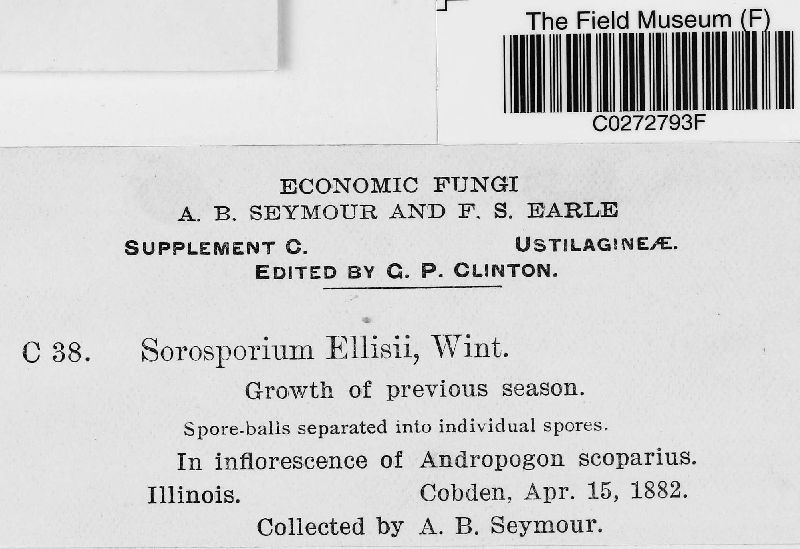 The Field Museum (F)
C0272793F
ECONOMIC FUNGI
A. B. SEYMOUR AND F. S. EARLE
SUPPLEMENT C. USTILAGINEÆ.
EDITED BY G. P. CLINTON.
C 38. Sorosporium Ellisii, Wint.
Growth of previous season.
Spore-balls separated into individual spores.
In inflorescence of Andropogon scoparius.
Illinois. Cobden, Apr. 15, 1882.
Collected by A. B. Seymour.